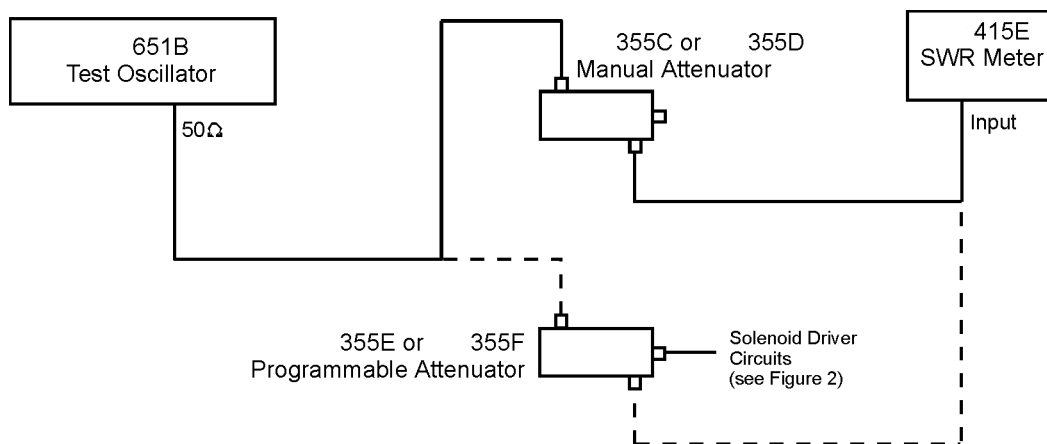 651B
Test Oscillator
50Ω
355C or 355D
Manual Attenuator
415E
SWR Meter
Input
355E or 355F
Programmable Attenuator
Solenoid Driver
Circuits
(see Figure 2)